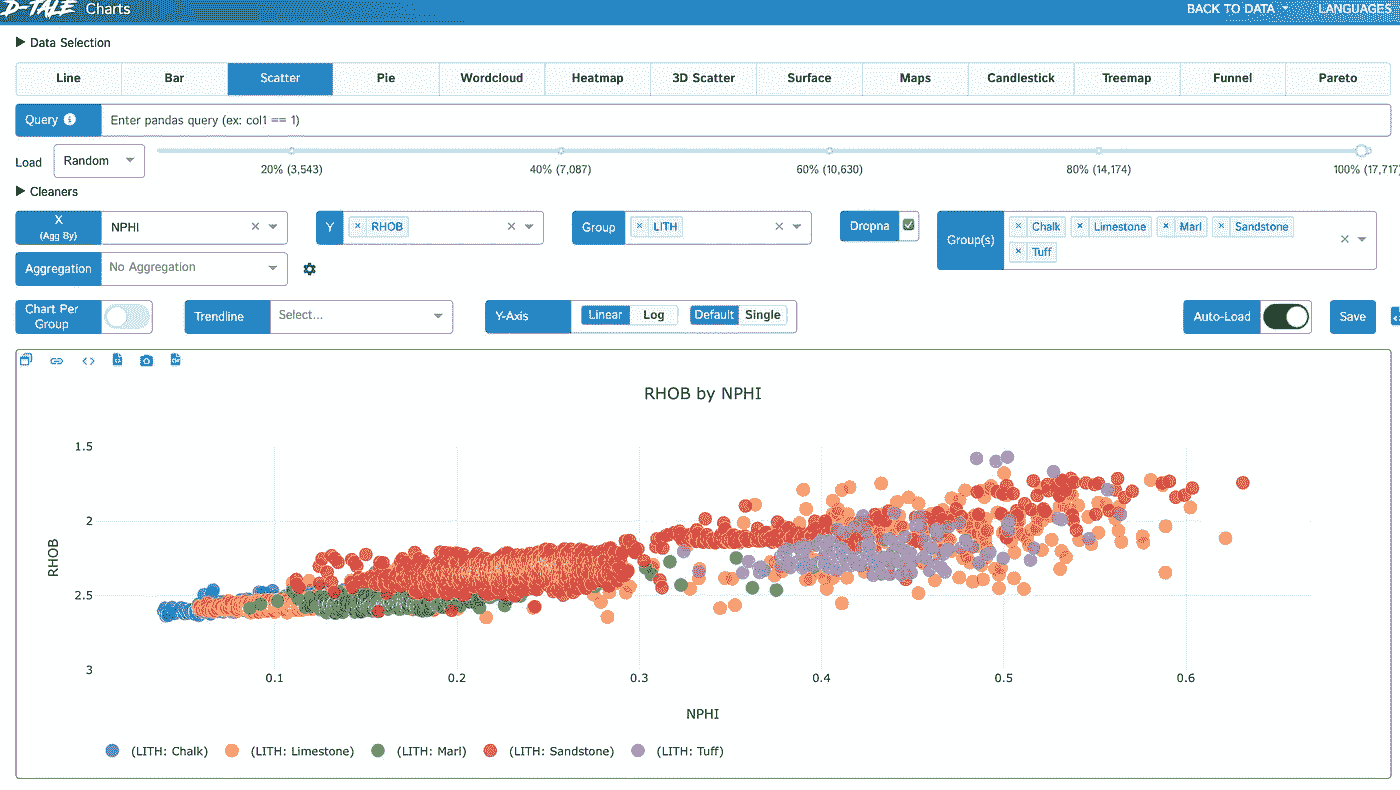 D-TALE Charts BACK TO DATA LANGUAGES
Data Selection
Line Bar Scatter Pie Wordcloud Heatmap 3D Scatter Surface Maps Candlestick Treemap Funnel Pareto
Query Enter pandas query (ex: col1 == 1)
Load Random 20% (3,543) 40% (7,087) 60% (10,630) 80% (14,174) 100% (17,717)
Cleaners
X (Agg By) NPHI Y RHOB Group LITH Dropna Group(s) Chalk Limestone Marl Sandstone
Tuff
Aggregation No Aggregation
Chart Per Group Trendline Select... Y-Axis Linear Log Default Single Auto-Load Save
RHOB by NPHI
1.5
2
RHOB
2.5
3
0.1 0.2 0.3 0.4 0.5 0.6
NPHI
(LITH: Chalk) (LITH: Limestone) (LITH: Marl) (LITH: Sandstone) (LITH: Tuff)